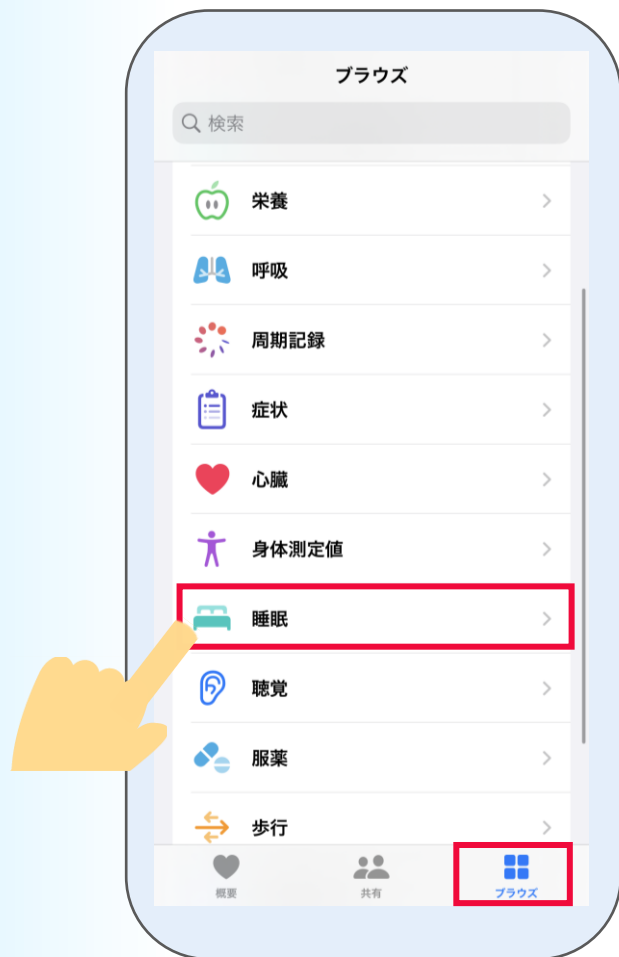 ブラウズ
検索
栄養
呼吸
周期記録
症状
心臓
身体測定値
睡眠
聴覚
服薬
歩行
概要
共有
ブラウズ